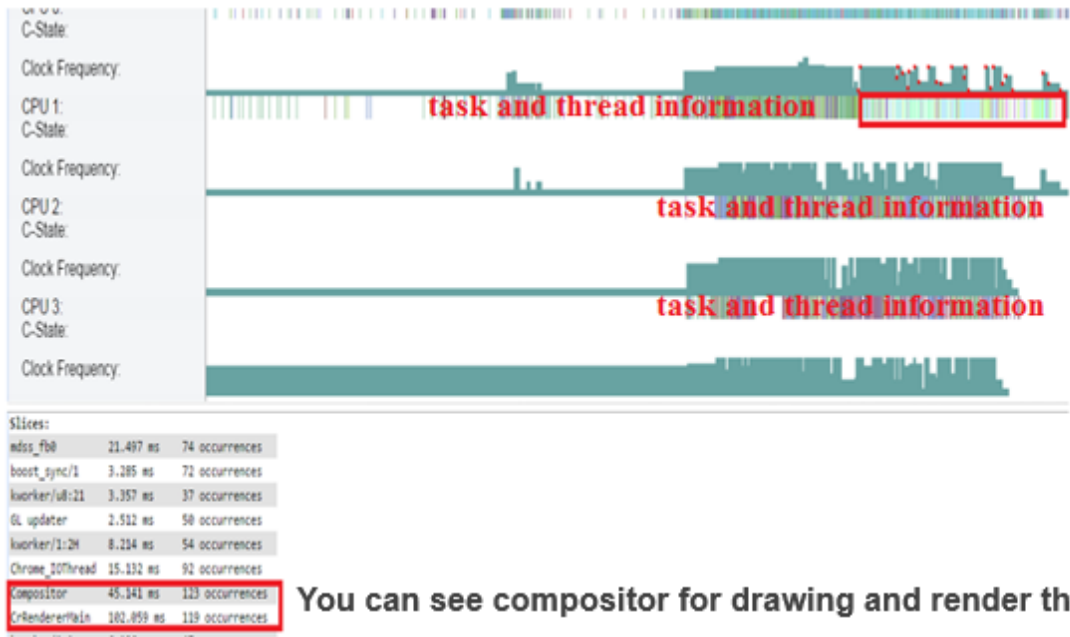 C-State:
Clock Frequency:
CPU 1:
task and thread information
C-State:
Clock Frequency:
CPU 2:
task and thread information
C-State:
Clock Frequency:
CPU 3:
task and thread information
C-State:
Clock Frequency:
Slices:
mdss_fb0 21.497 ms 74 occurrences
boost_sync/1 3.285 ms 72 occurrences
kworker/u8:21 3.357 ms 37 occurrences
GL updater 2.512 ms 50 occurrences
kworker/1:2H 8.214 ms 54 occurrences
Chrome_IOThread 15.132 ms 92 occurrences
Compositor 45.141 ms 123 occurrences
CrRendererMain 102.059 ms 119 occurrences
You can see compositor for drawing and render th